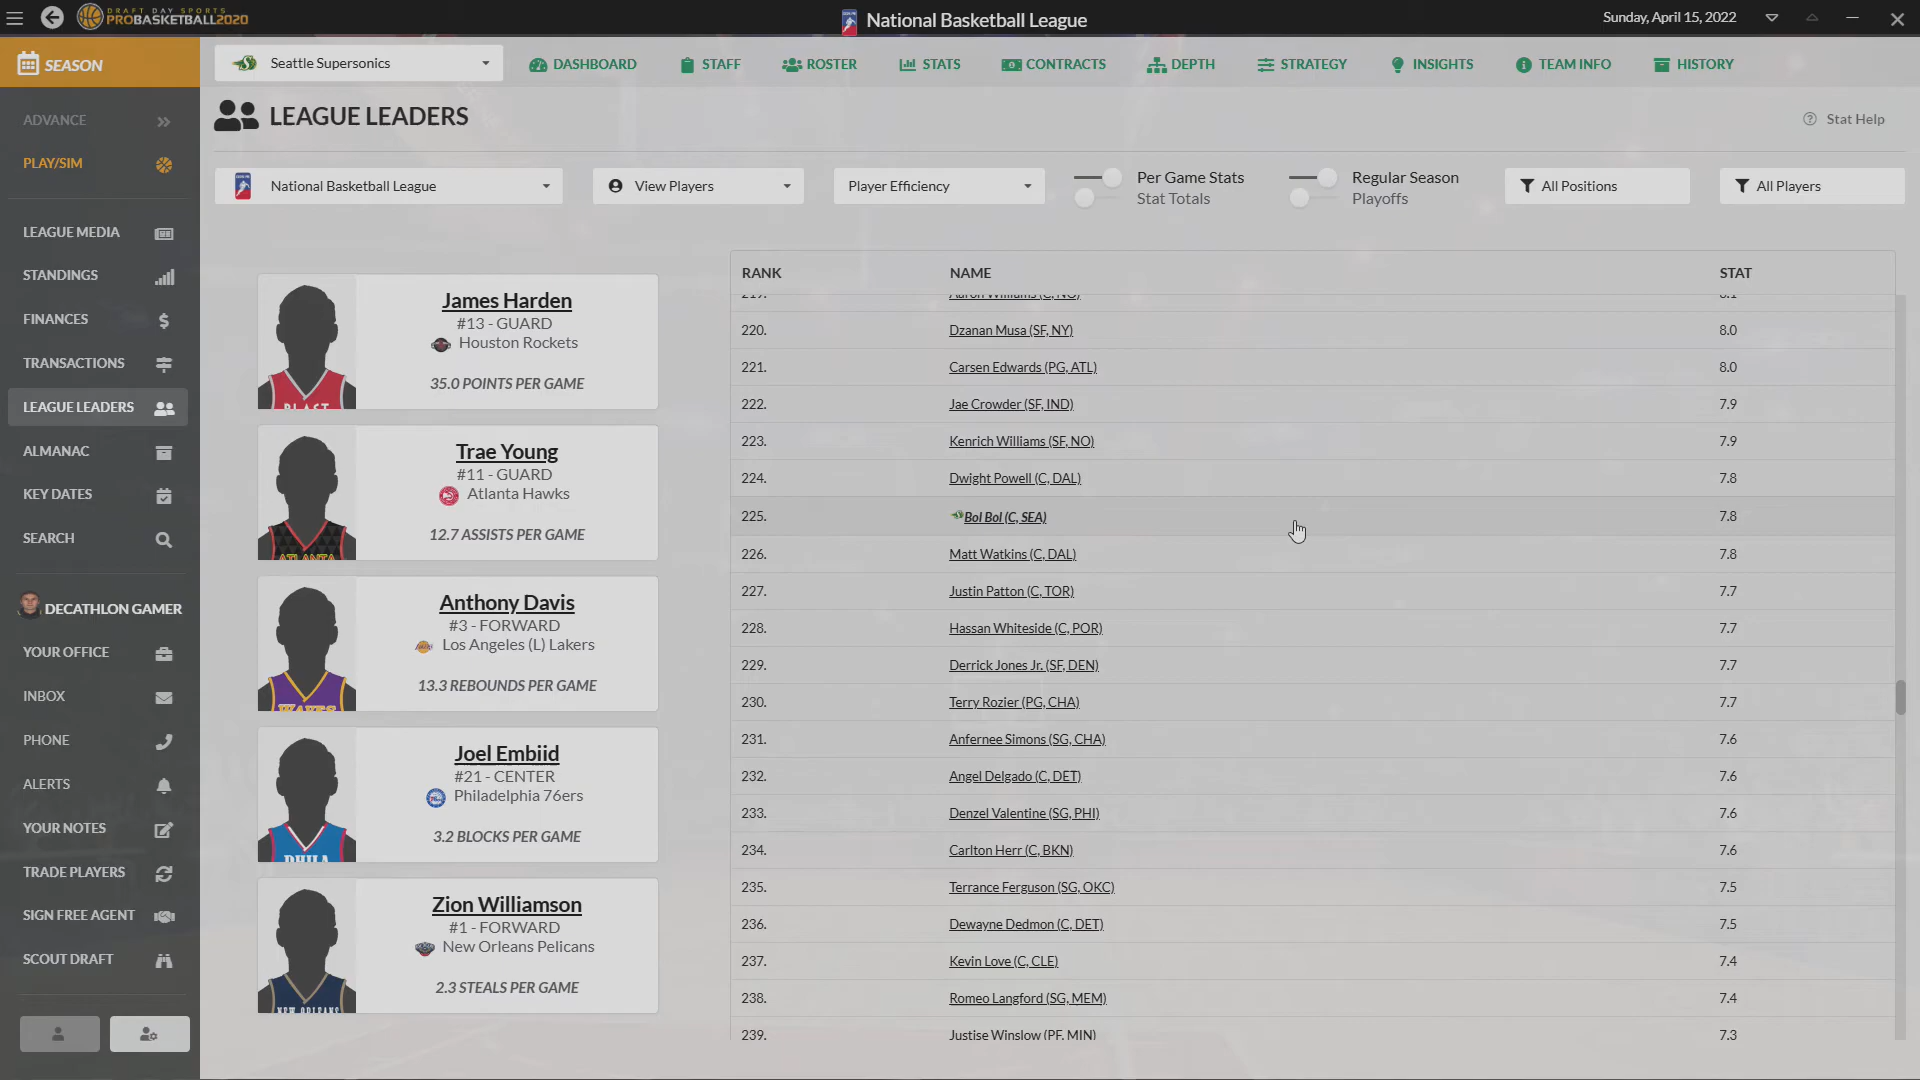 DRAFT DAY SPORTS
PROBASKETBALL2020
National Basketball League
Sunday, April 15, 2022
SEASON
Seattle Supersonics
DASHBOARD
STAFF
ROSTER
STATS
CONTRACTS
DEPTH
STRATEGY
INSIGHTS
TEAM INFO
HISTORY
ADVANCE
PLAY/SIM
LEAGUE MEDIA
STANDINGS
FINANCES
TRANSACTIONS
LEAGUE LEADERS
ALMANAC
KEY DATES
SEARCH
DECATHLON GAMER
YOUR OFFICE
INBOX
PHONE
ALERTS
YOUR NOTES
TRADE PLAYERS
SIGN FREE AGENT
SCOUT DRAFT
LEAGUE LEADERS
Stat Help
National Basketball League
View Players
Player Efficiency
Per Game Stats
Stat Totals
Regular Season
Playoffs
All Positions
All Players
James Harden
#13 - GUARD
Houston Rockets
35.0 POINTS PER GAME
Trae Young
#11 - GUARD
Atlanta Hawks
12.7 ASSISTS PER GAME
ATLANTA
Anthony Davis
#3 - FORWARD
Los Angeles (L) Lakers
13.3 REBOUNDS PER GAME
Joel Embiid
#21 - CENTER
Philadelphia 76ers
3.2 BLOCKS PER GAME
PHILA
Zion Williamson
#1 - FORWARD
New Orleans Pelicans
2.3 STEALS PER GAME
NEW ORLEANS
RANK NAME STAT
219. Aaron Williams (C, NO) 8.1
220. Dzanan Musa (SF, NY) 8.0
221. Carsen Edwards (PG, ATL) 8.0
222. Jae Crowder (SF, IND) 7.9
223. Kenrich Williams (SF, NO) 7.9
224. Dwight Powell (C, DAL) 7.8
225. Bol Bol (C, SEA) 7.8
226. Matt Watkins (C, DAL) 7.8
227. Justin Patton (C, TOR) 7.7
228. Hassan Whiteside (C, POR) 7.7
229. Derrick Jones Jr. (SF, DEN) 7.7
230. Terry Rozier (PG, CHA) 7.7
231. Anfernee Simons (SG, CHA) 7.6
232. Angel Delgado (C, DET) 7.6
233. Denzel Valentine (SG, PHI) 7.6
234. Carlton Herr (C, BKN) 7.6
235. Terrance Ferguson (SG, OKC) 7.5
236. Dewayne Dedmon (C, DET) 7.5
237. Kevin Love (C, CLE) 7.4
238. Romeo Langford (SG, MEM) 7.4
239. Justise Winslow (PF, MIN) 7.3